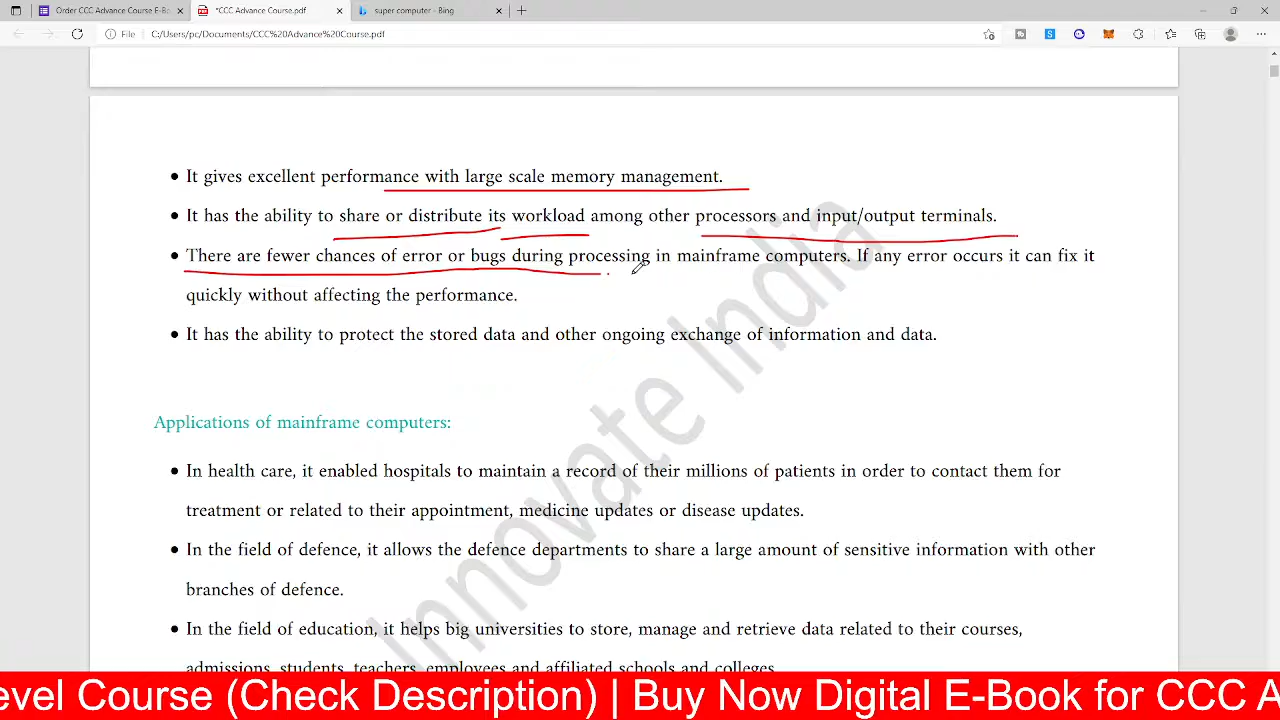 Order CCC Advance Course E-B
*CCC Advance Course.pdf
super computer - Bing
File
C:/Users/pc/Documents/CCC%20Advance%20Course.pdf
• It gives excellent performance with large scale memory management.
• It has the ability to share or distribute its workload among other processors and input/output terminals.
• There are fewer chances of error or bugs during processing in mainframe computers. If any error occurs it can fix it
quickly without affecting the performance.
• It has the ability to protect the stored data and other ongoing exchange of information and data.
Applications of mainframe computers:
• In health care, it enabled hospitals to maintain a record of their millions of patients in order to contact them for
treatment or related to their appointment, medicine updates or disease updates.
• In the field of defence, it allows the defence departments to share a large amount of sensitive information with other
branches of defence.
• In the field of education, it helps big universities to store, manage and retrieve data related to their courses,
admissions, students, teachers, employees and affiliated schools and colleges.
Innovate India
evel Course (Check Description) | Buy Now Digital E-Book for CCC A